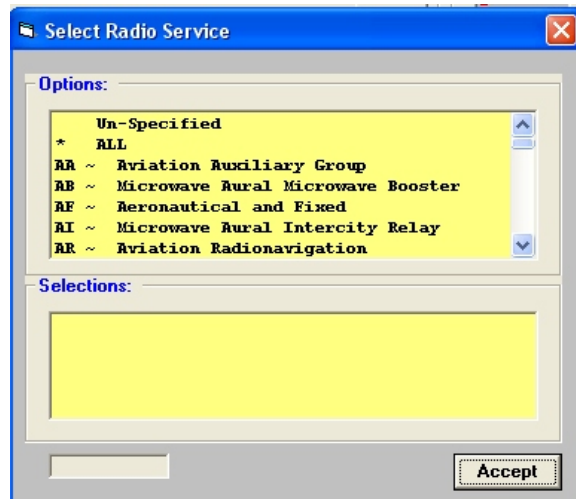 Select Radio Service
Options:
Un-Specified
* ALL
AA ~ Aviation Auxiliary Group
AB ~ Microwave Aural Microwave Booster
AF ~ Aeronautical and Fixed
AI ~ Microwave Aural Intercity Relay
AR ~ Aviation Radionavigation
Selections:
Accept